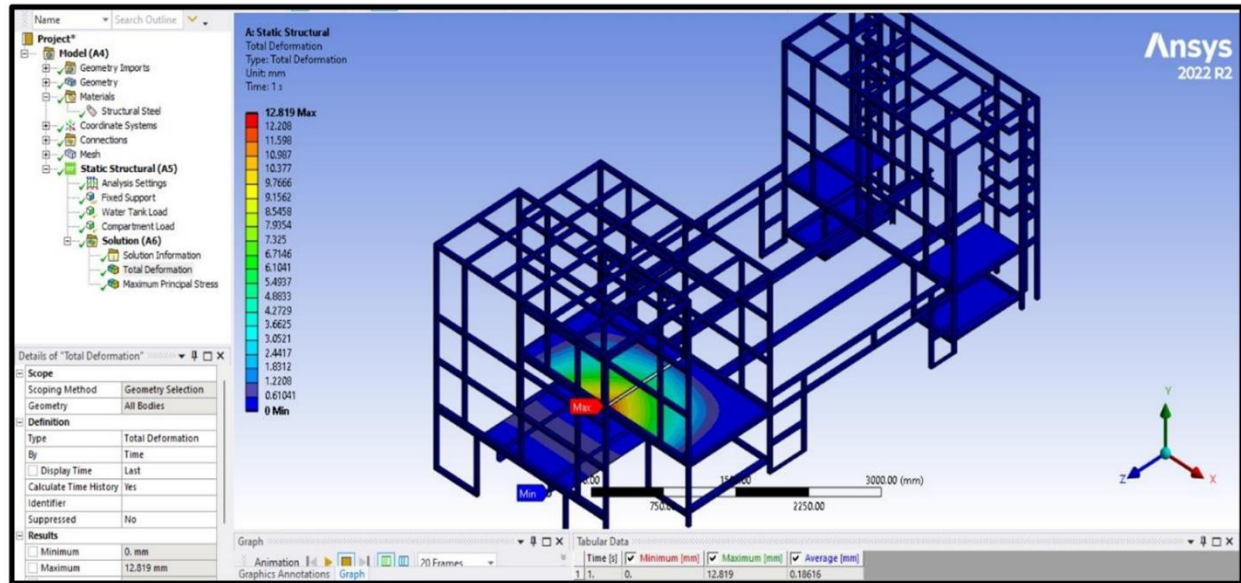 Name
Search Outline
Project*
Model (A4)
Geometry Imports
Geometry
Materials
Structural Steel
Coordinate Systems
Connections
Mesh
Static Structural (A5)
Analysis Settings
Fixed Support
Water Tank Load
Compartment Load
Solution (A6)
Solution Information
Total Deformation
Maximum Principal Stress
Details of "Total Deformation"
Scope
Scoping Method Geometry Selection
Geometry All Bodies
Definition
Type Total Deformation
By Time
Display Time Last
Calculate Time History Yes
Identifier
Suppressed No
Results
Minimum 0. mm
Maximum 12.819 mm
A: Static Structural
Total Deformation
Type: Total Deformation
Unit: mm
Time: 1 s
12.819 Max
12.208
11.598
10.987
10.377
9.7666
9.1562
8.5458
7.9354
7.325
6.7146
6.1041
5.4937
4.8833
4.2729
3.6625
3.0521
2.4417
1.8312
1.2208
0.61041
0 Min
Ansys
2022 R2
Max
Min
3000.00 (mm)
2250.00
Y
Z
X
Graph
Animation
20 Frames
Graphics Annotations Graph
Tabular Data
Time [s] Minimum [mm] Maximum [mm] Average [mm]
1 1. 0. 12.819 0.18616